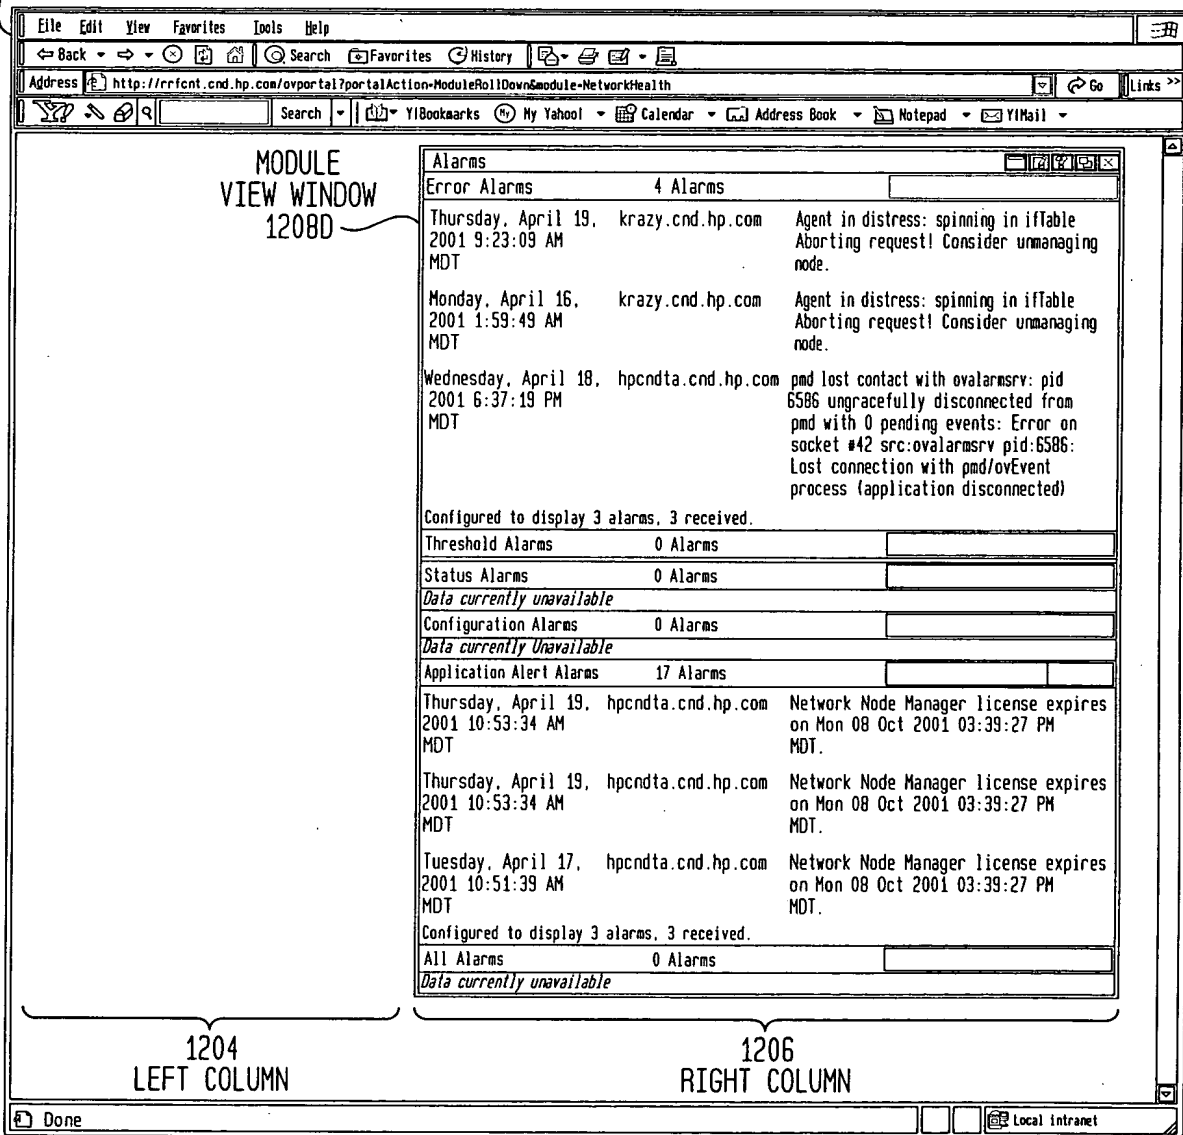 File Edit View Favorites Tools Help
Back Search Favorites History
Address http://rrfcnt.cnd.hp.com/ovportal?portalAction=ModuleRollDown&module=NetworkHealth Go Links >>
Y!? Search Y!Bookmarks My My Yahoo! Calendar Address Book Notepad Y!Mail
MODULE
VIEW WINDOW
1208D
Alarms
Error Alarms 4 Alarms
Thursday, April 19, krazy.cnd.hp.com Agent in distress: spinning in ifTable
2001 9:23:09 AM Aborting request! Consider unmanaging
MDT node.
Monday, April 16, krazy.cnd.hp.com Agent in distress: spinning in ifTable
2001 1:59:49 AM Aborting request! Consider unmanaging
MDT node.
Wednesday, April 18, hpcndta.cnd.hp.com pmd lost contact with ovalarmsrv: pid
2001 6:37:19 PM 6586 ungracefully disconnected from
MDT pmd with 0 pending events: Error on
socket #42 src:ovalarmsrv pid:6586:
Lost connection with pmd/ovEvent
process (application disconnected)
Configured to display 3 alarms, 3 received.
Threshold Alarms 0 Alarms
Status Alarms 0 Alarms
Data currently unavailable
Configuration Alarms 0 Alarms
Data currently Unavailable
Application Alert Alarms 17 Alarms
Thursday, April 19, hpcndta.cnd.hp.com Network Node Manager license expires
2001 10:53:34 AM on Mon 08 Oct 2001 03:39:27 PM
MDT MDT.
Thursday, April 19, hpcndta.cnd.hp.com Network Node Manager license expires
2001 10:53:34 AM on Mon 08 Oct 2001 03:39:27 PM
MDT MDT.
Tuesday, April 17, hpcndta.cnd.hp.com Network Node Manager license expires
2001 10:51:39 AM on Mon 08 Oct 2001 03:39:27 PM
MDT MDT.
Configured to display 3 alarms, 3 received.
All Alarms 0 Alarms
Data currently unavailable
1204 1206
LEFT COLUMN RIGHT COLUMN
Done Local intranet